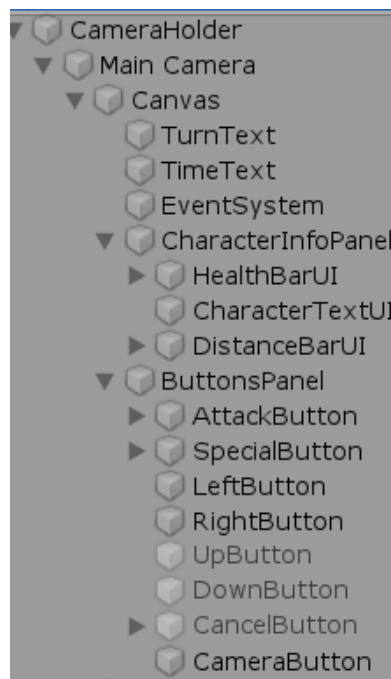 CameraHolder
Main Camera
Canvas
TurnText
TimeText
EventSystem
CharacterInfoPanel
HealthBarUI
CharacterTextUI
DistanceBarUI
ButtonsPanel
AttackButton
SpecialButton
LeftButton
RightButton
UpButton
DownButton
CancelButton
CameraButton